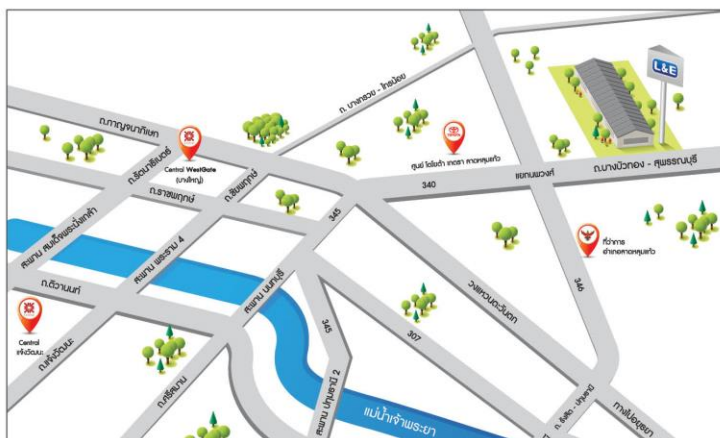 ถ. บางกรวย - ไทรน้อย
L&E
ถ.กาญจนาภิเษก
Central WestGate
(บางใหญ่)
ถ.รัตนาธิเบศร์
ศูนย์ โตโยต้า เคตรา ลาดหลุมแก้ว
ถ.บางบัวทอง - สุพรรณบุรี
แยกนพวงศ์
340
ถ.ราชพฤกษ์
ถ.ชัยพฤกษ์
345
ที่ว่าการ
อำเภอลาดหลุมแก้ว
สะพาน สมเด็จพระนั่งเกล้า
สะพาน พระราม 4
สะพาน นนทบุรี
วงแหวนตะวันตก
346
ถ.ติวานนท์
Central
แจ้งวัฒนะ
ถ.แจ้งวัฒนะ
345
307
ถ.ศรีสมาน
สะพาน ปทุมธานี 2
แม่น้ำเจ้าพระยา
ถ. รังสิต - ปทุมธานี
ทางไปอยุธยา